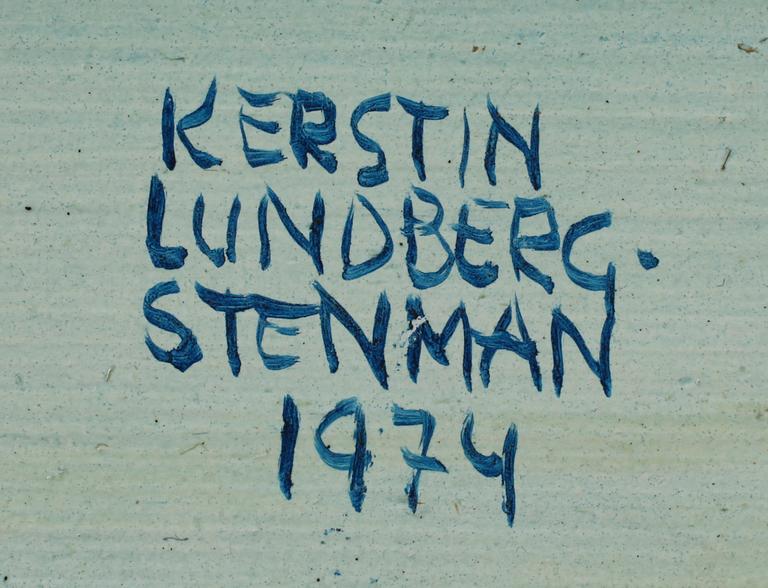 KERSTIN
LUNDBERG.
STENMAN
1974